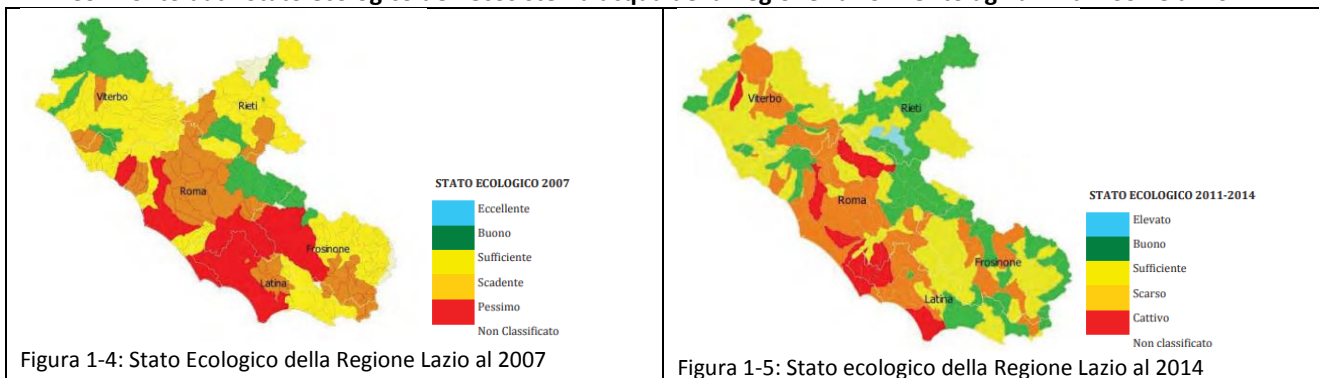 Viterbo
Rieti
Roma
Frosinone
Latina
STATO ECOLOGICO 2007
Eccellente
Buono
Sufficiente
Scadente
Pessimo
Non Classificato
Figura 1-4: Stato Ecologico della Regione Lazio al 2007
Viterbo
Rieti
Roma
Frosinone
Latina
STATO ECOLOGICO 2011-2014
Elevato
Buono
Sufficiente
Scarso
Cattivo
Non classificato
Figura 1-5: Stato ecologico della Regione Lazio al 2014